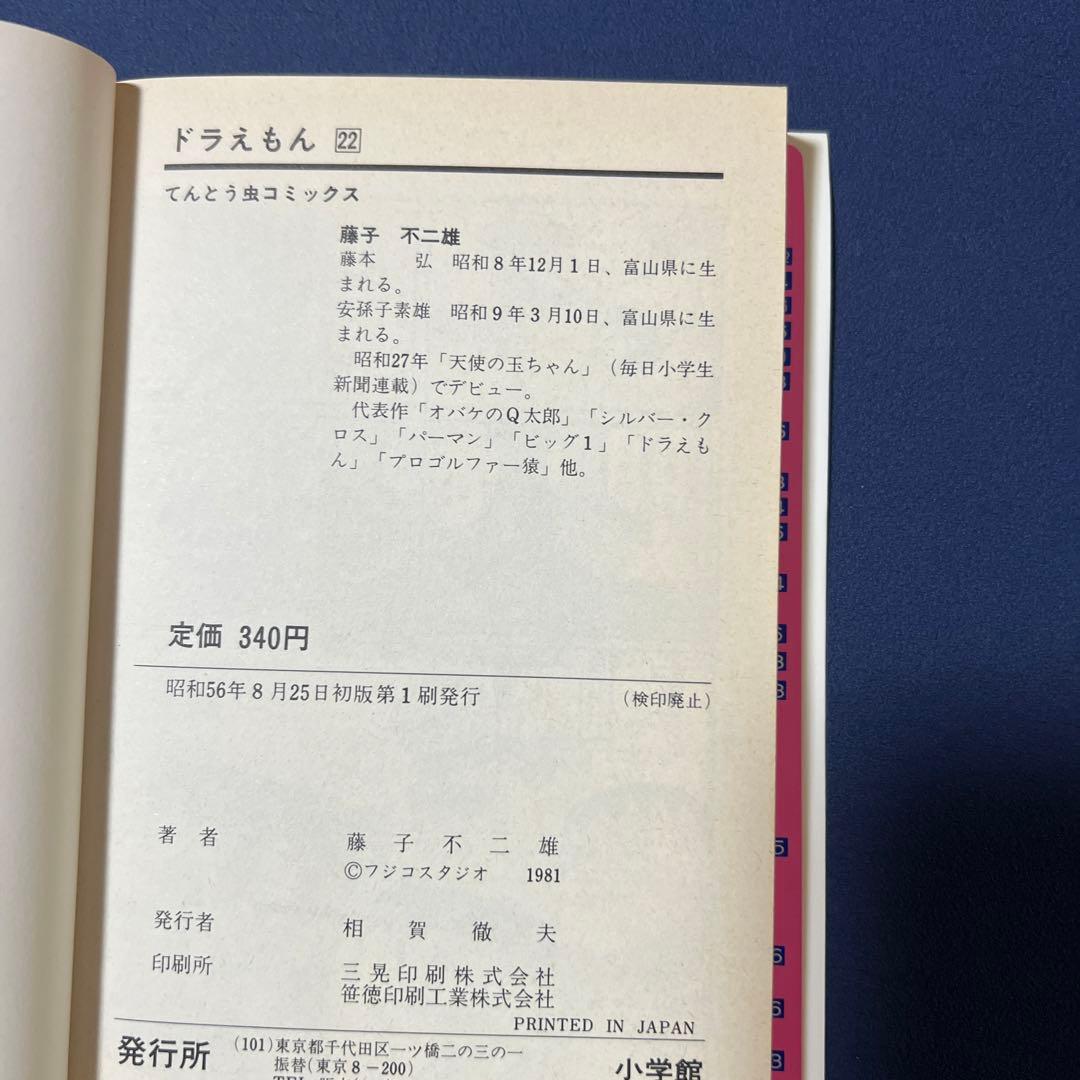 ドラえもん 22
てんとう虫コミックス
藤子 不二雄
藤本 弘 昭和8年12月1日、富山県に生
まれる。
安孫子素雄 昭和9年3月10日、富山県に生
まれる。
昭和27年「天使の玉ちゃん」（毎日小学生
新聞連載）でデビュー。
代表作「オバケのQ太郎」「シルバー・ク
ロス」「パーマン」「ビッグ1」「ドラえも
ん」「プロゴルファー猿」他。
定価 340円
昭和56年8月25日初版第1刷発行 （検印廃止）
著者 藤子不二雄
©フジコスタジオ 1981
発行者 相賀徹夫
印刷所 三晃印刷株式会社
笹徳印刷工業株式会社
PRINTED IN JAPAN
発行所 (101)東京都千代田区一ツ橋二の三の一 小学館
振替(東京8-200)